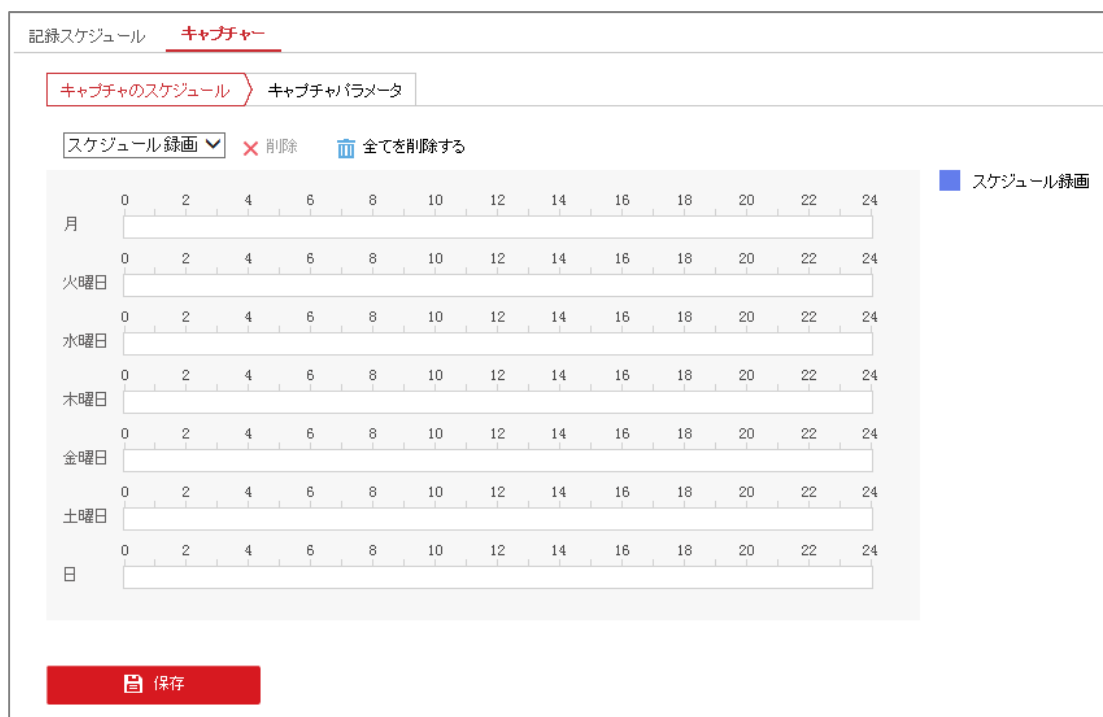 記録スケジュール キャプチャー
キャプチャのスケジュール キャプチャパラメータ
スケジュール録画 削除 全てを削除する
スケジュール録画
0 2 4 6 8 10 12 14 16 18 20 22 24
月
0 2 4 6 8 10 12 14 16 18 20 22 24
火曜日
0 2 4 6 8 10 12 14 16 18 20 22 24
水曜日
0 2 4 6 8 10 12 14 16 18 20 22 24
木曜日
0 2 4 6 8 10 12 14 16 18 20 22 24
金曜日
0 2 4 6 8 10 12 14 16 18 20 22 24
土曜日
0 2 4 6 8 10 12 14 16 18 20 22 24
日
保存